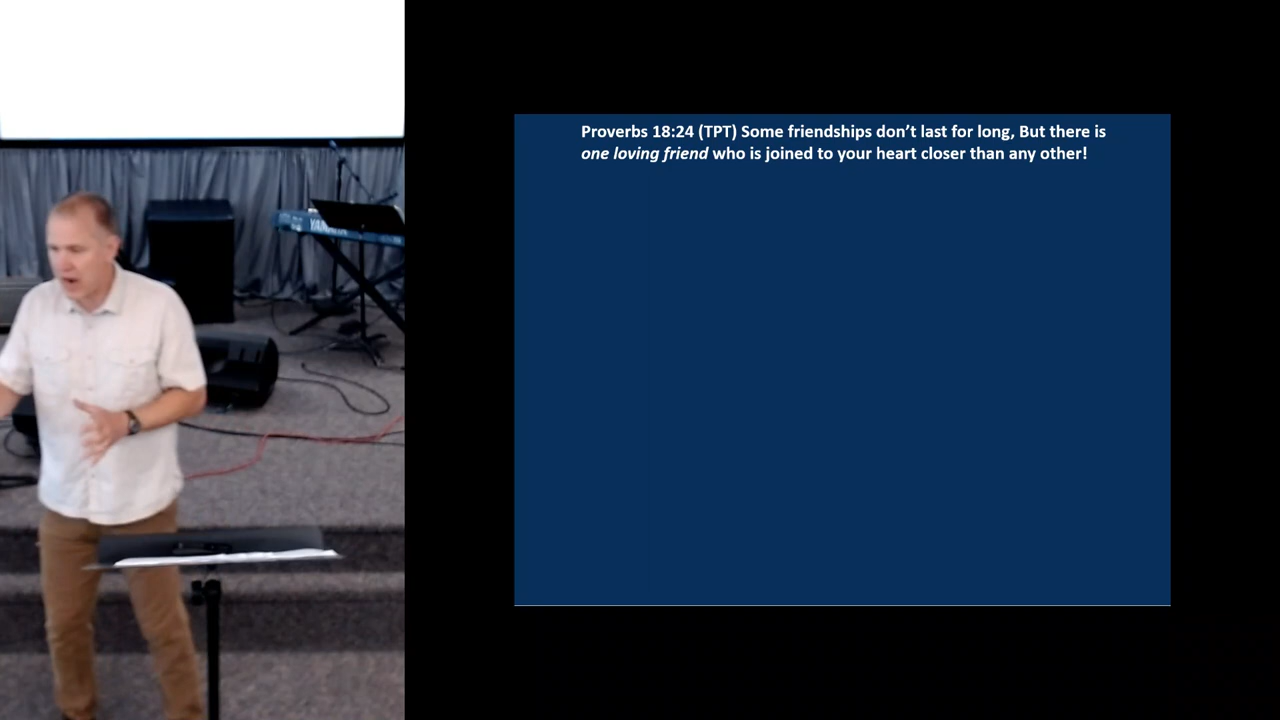 Proverbs 18:24 (TPT) Some friendships don’t last for long, But there is
one loving friend who is joined to your heart closer than any other!
YAMAHA